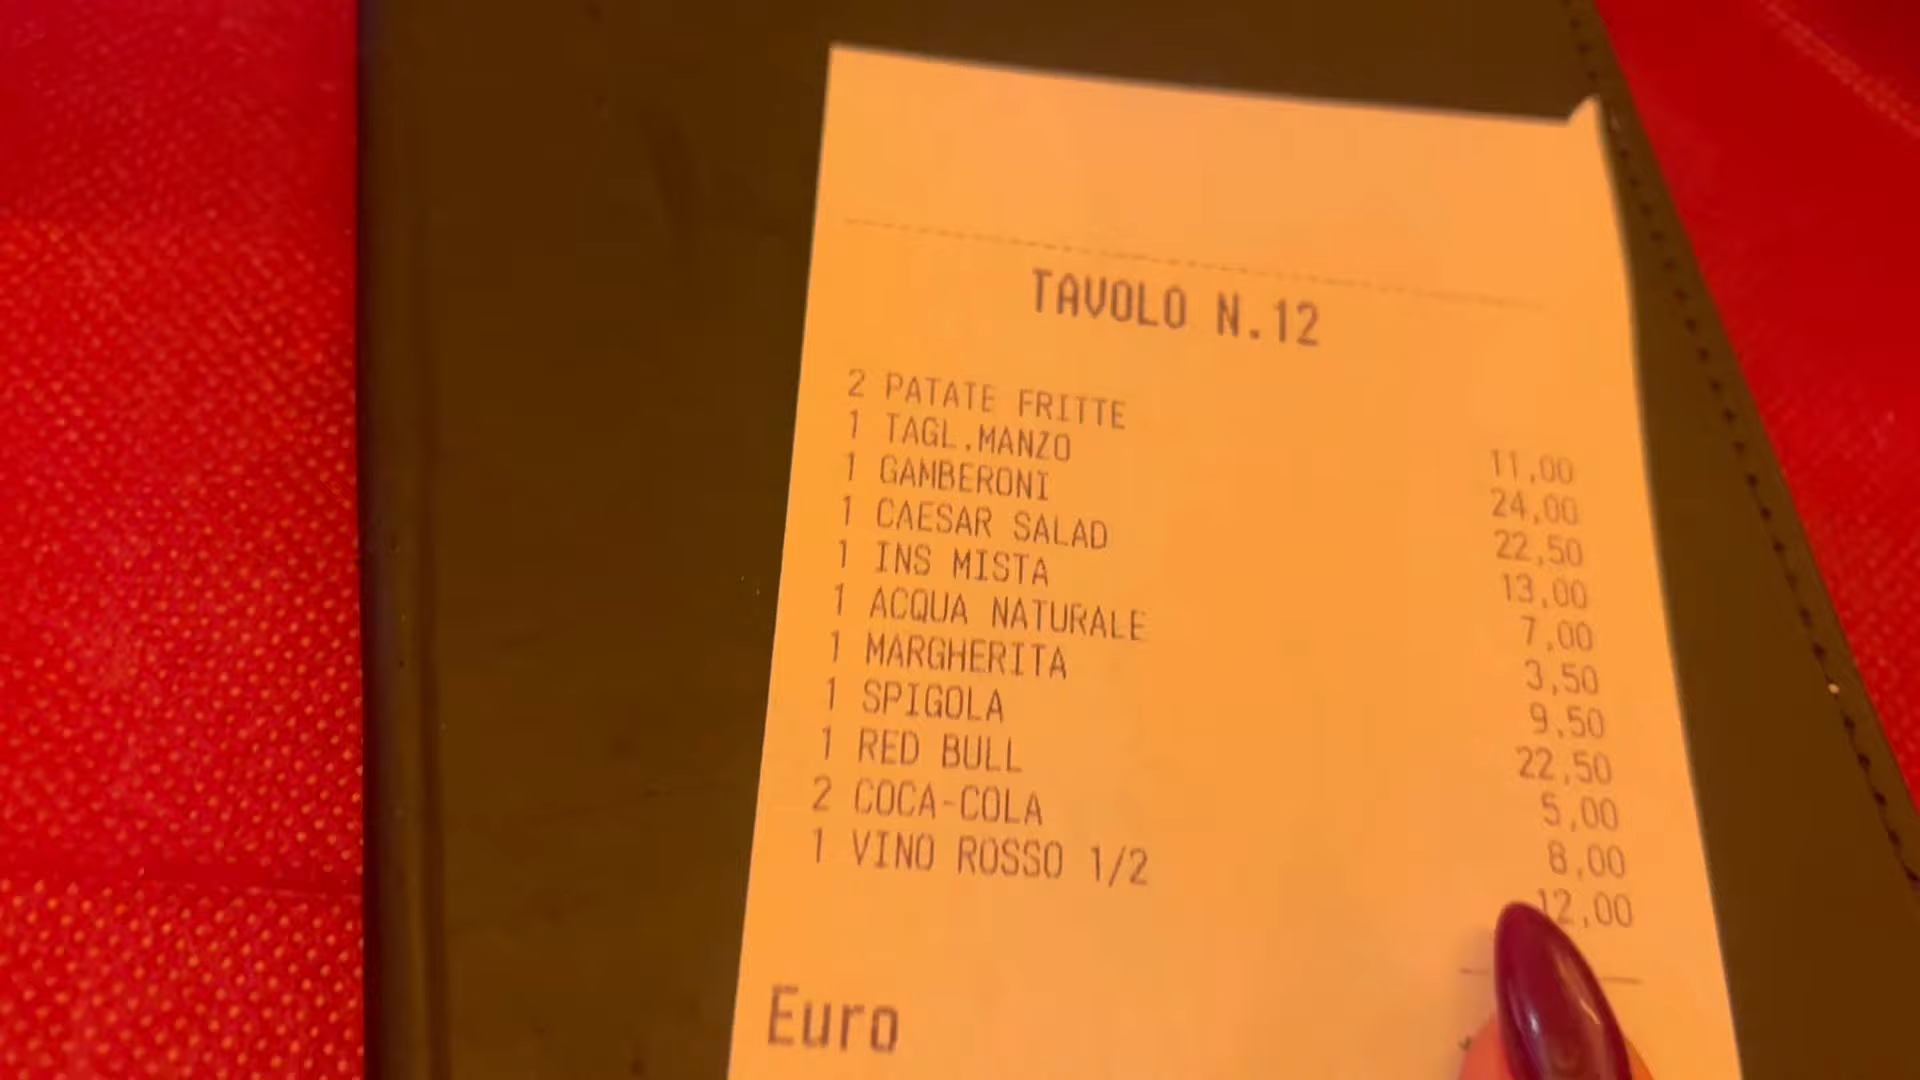 TAVOLO N.12
2 PATATE FRITTE 11,00
1 TAGL.MANZO 24,00
1 GAMBERONI 22,50
1 CAESAR SALAD 13,00
1 INS MISTA 7,00
1 ACQUA NATURALE 3,50
1 MARGHERITA 9,50
1 SPIGOLA 22,50
1 RED BULL 5,00
2 COCA-COLA 8,00
1 VINO ROSSO 1/2 12,00
Euro